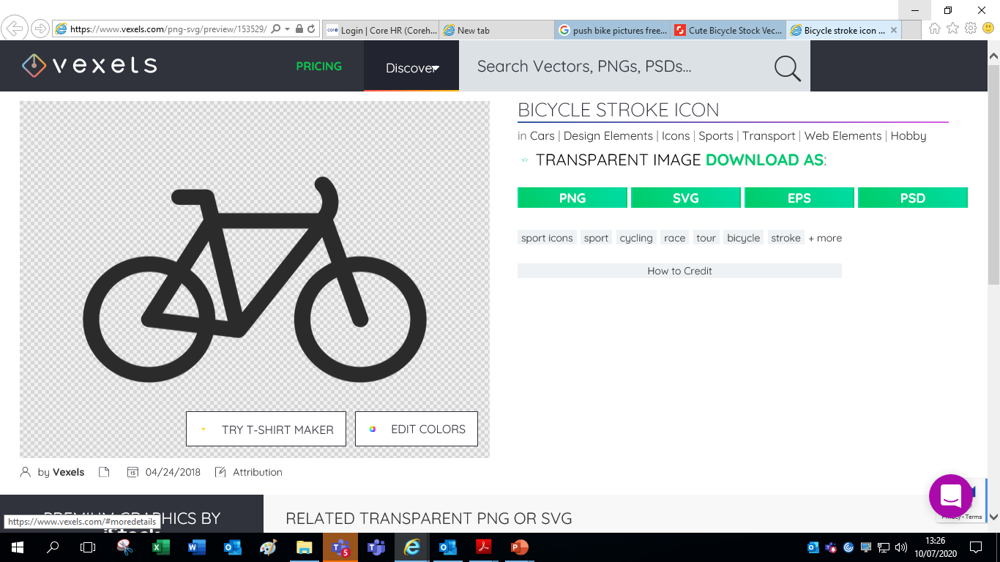 https://www.vexels.com/png-svg/preview/153529/
Login | Core HR (Coreh...
New tab
push bike pictures free...
Cute Bicycle Stock Vec...
Bicycle stroke icon ...
vexels
PRICING
Discover
Search Vectors, PNGs, PSDs...
BICYCLE STROKE ICON
in Cars | Design Elements | Icons | Sports | Transport | Web Elements | Hobby
TRANSPARENT IMAGE DOWNLOAD AS:
PNG SVG EPS PSD
sport icons sport cycling race tour bicycle stroke + more
How to Credit
TRY T-SHIRT MAKER
EDIT COLORS
by Vexels 04/24/2018 Attribution
PREMIUM GRAPHICS BY
RELATED TRANSPARENT PNG OR SVG
https://www.vexels.com/#moredetails
Privacy - Terms
5
13:26
10/07/2020